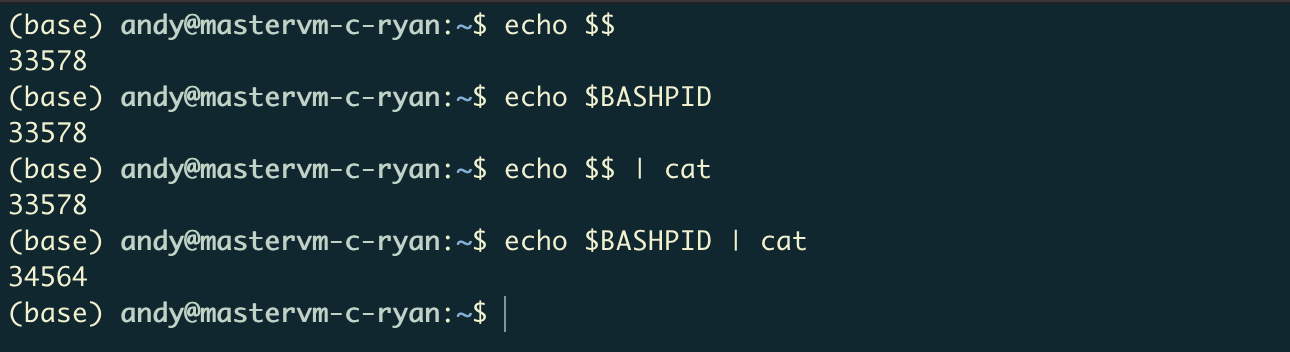 (base) andy@mastervm-c-ryan:~$ echo $$
33578
(base) andy@mastervm-c-ryan:~$ echo $BASHPID
33578
(base) andy@mastervm-c-ryan:~$ echo $$ | cat
33578
(base) andy@mastervm-c-ryan:~$ echo $BASHPID | cat
34564
(base) andy@mastervm-c-ryan:~$